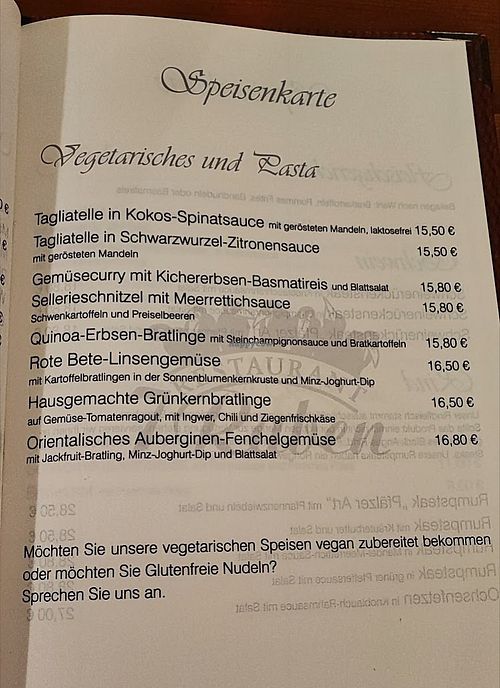 Speisenkarte
Vegetarisches und Pasta
Tagliatelle in Kokos-Spinatsauce mit gerösteten Mandeln, laktosefrei 15,50 €
Tagliatelle in Schwarzwurzel-Zitronensauce 15,50 €
mit gerösteten Mandeln
Gemüsecurry mit Kichererbsen-Basmatireis und Blattsalat 15,80 €
Sellerieschnitzel mit Meerrettichsauce 15,80 €
Schwenkartoffeln und Preiselbeeren
Quinoa-Erbsen-Bratlinge mit Steinchampignonsauce und Bratkartoffeln 15,80 €
Rote Bete-Linsengemüse 16,50 €
mit Kartoffelbratlingen in der Sonnenblumenkernkruste und Minz-Joghurt-Dip
RESTAURANT
Hausgemachte Grünkernbratlinge 16,50 €
auf Gemüse-Tomatenragout, mit Ingwer, Chili und Ziegenfrischkäse
Orientalisches Auberginen-Fenchelgemüse 16,80 €
mit Jackfruit-Bratling, Minz-Joghurt-Dip und Blattsalat
Möchten Sie unsere vegetarischen Speisen vegan zubereitet bekommen
oder möchten Sie Glutenfreie Nudeln?
Sprechen Sie uns an.